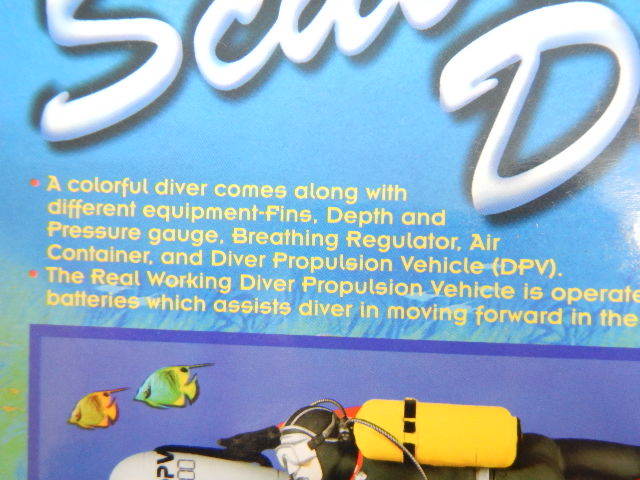 Scu
D
• A colorful diver comes along with
different equipment-Fins, Depth and
Pressure gauge, Breathing Regulator, Air
Container, and Diver Propulsion Vehicle (DPV).
• The Real Working Diver Propulsion Vehicle is operate
batteries which assists diver in moving forward in the